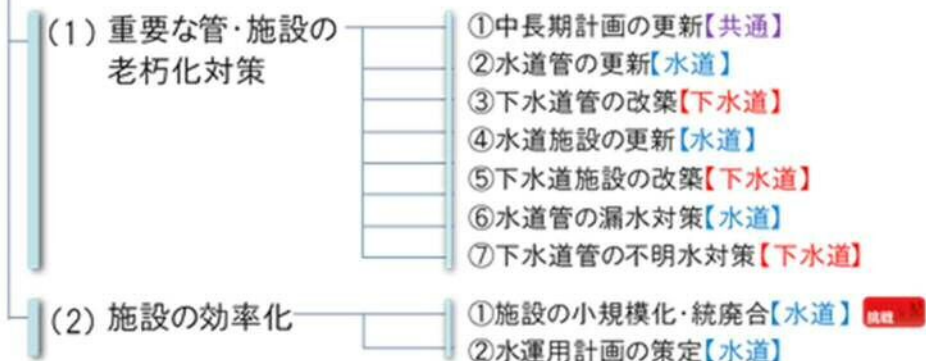 (1) 重要な管・施設の
老朽化対策
①中長期計画の更新【共通】
②水道管の更新【水道】
③下水道管の改築【下水道】
④水道施設の更新【水道】
⑤下水道施設の改築【下水道】
⑥水道管の漏水対策【水道】
⑦下水道管の不明水対策【下水道】
(2) 施設の効率化
①施設の小規模化・統廃合【水道】 挑戦
②水運用計画の策定【水道】